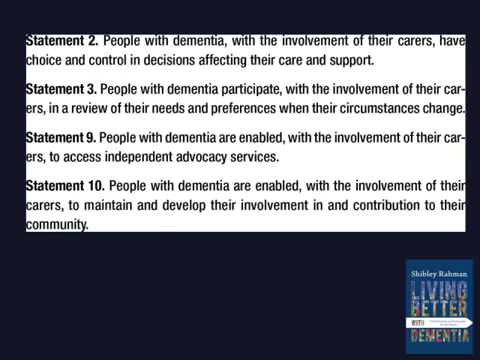 Statement 2. People with dementia, with the involvement of their carers, have
choice and control in decisions affecting their care and support.
Statement 3. People with dementia participate, with the involvement of their car-
ers, in a review of their needs and preferences when their circumstances change.
Statement 9. People with dementia are enabled, with the involvement of their car-
ers, to access independent advocacy services.
Statement 10. People with dementia are enabled, with the involvement of their
carers, to maintain and develop their involvement in and contribution to their
community.
Shibley Rahman
LIVING
BETTER
WITH
DEMENTIA